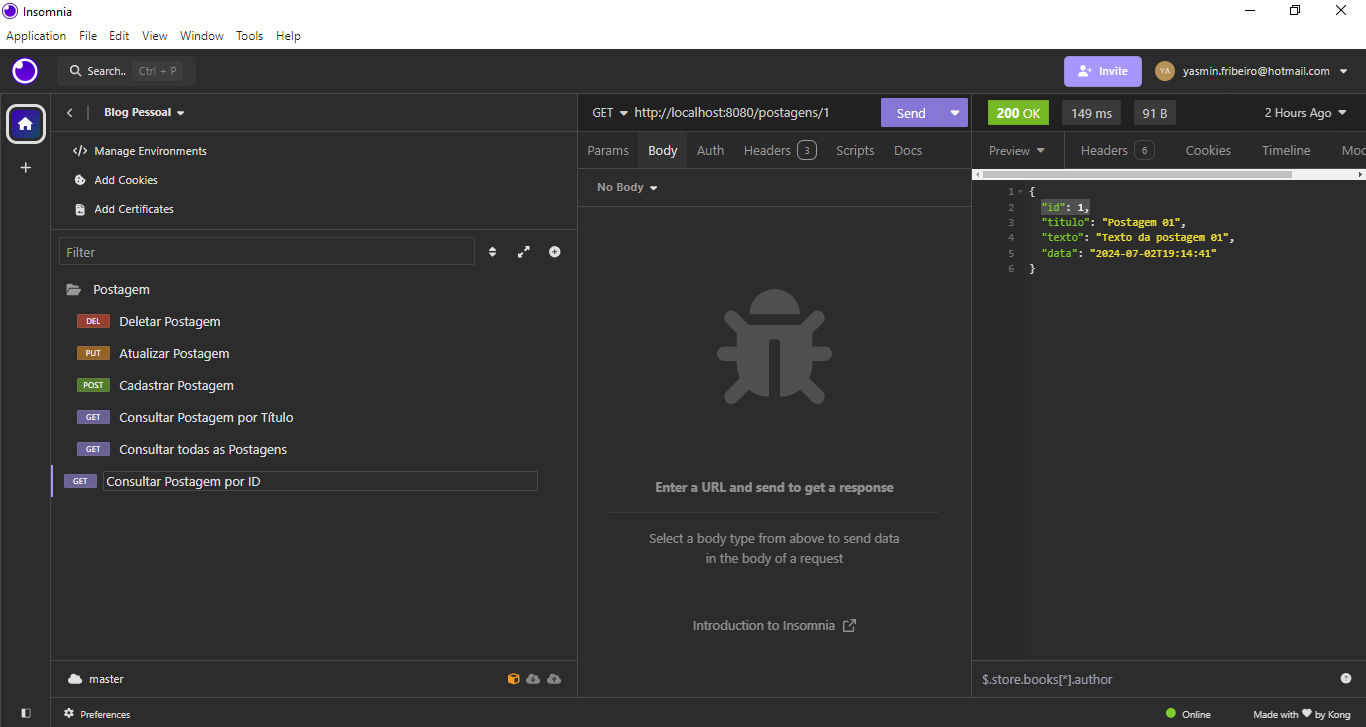 Insomnia
Application File Edit View Window Tools Help
Search.. Ctrl + P
Invite
YA yasmin.fribeiro@hotmail.com
Blog Pessoal
Manage Environments
Add Cookies
Add Certificates
Filter
Postagem
DEL Deletar Postagem
PUT Atualizar Postagem
POST Cadastrar Postagem
GET Consultar Postagem por Título
GET Consultar todas as Postagens
GET Consultar Postagem por ID
master
Preferences
GET http://localhost:8080/postagens/1 Send
Params Body Auth Headers 3 Scripts Docs
No Body
Enter a URL and send to get a response
Select a body type from above to send data
in the body of a request
Introduction to Insomnia
200 OK 149 ms 91 B 2 Hours Ago
Preview Headers 6 Cookies Timeline Moc
1 {
2 "id": 1,
3 "titulo": "Postagem 01",
4 "texto": "Texto da postagem 01",
5 "data": "2024-07-02T19:14:41"
6 }
$.store.books[*].author
Online Made with ❤ by Kong